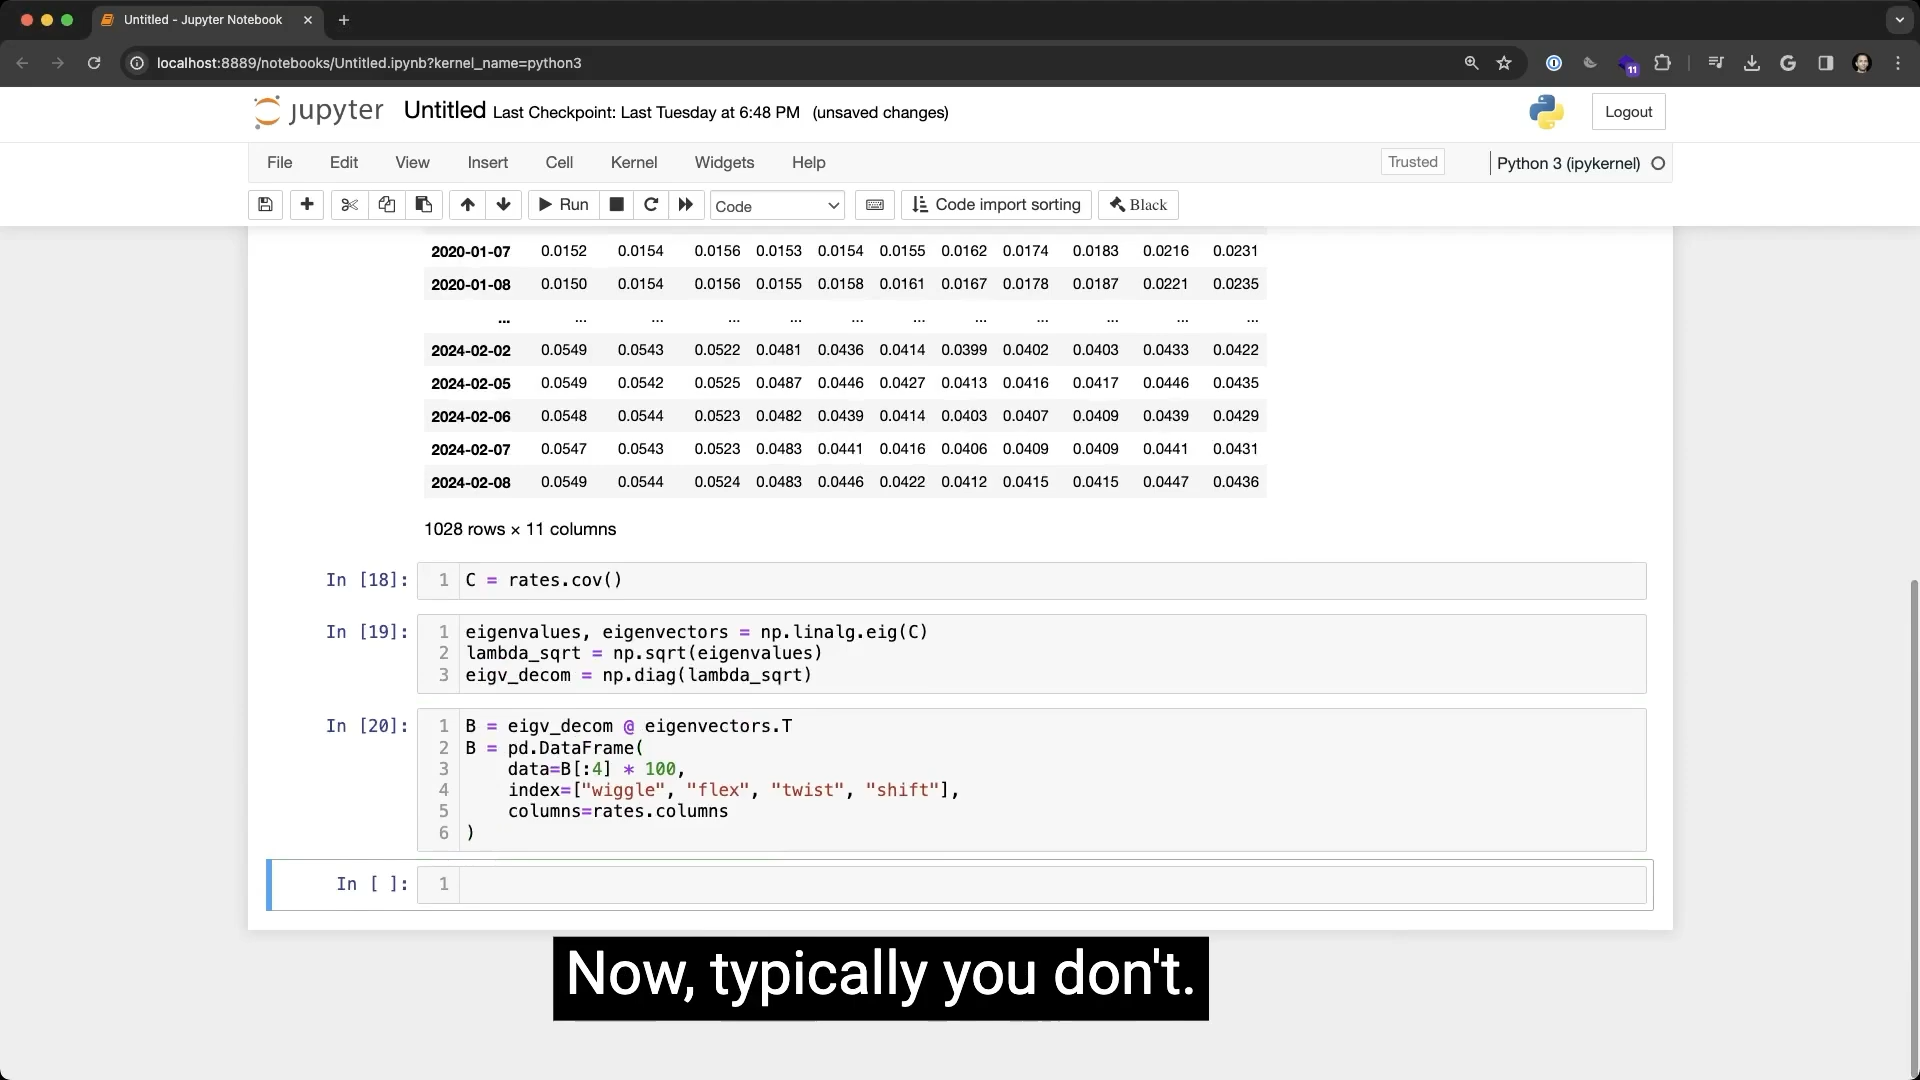 Untitled - Jupyter Notebook
localhost:8889/notebooks/Untitled.ipynb?kernel_name=python3
11
jupyter Untitled Last Checkpoint: Last Tuesday at 6:48 PM (unsaved changes)
Logout
File Edit View Insert Cell Kernel Widgets Help
Trusted
Python 3 (ipykernel)
Run Code Code import sorting Black
2020-01-07 0.0152 0.0154 0.0156 0.0153 0.0154 0.0155 0.0162 0.0174 0.0183 0.0216 0.0231
2020-01-08 0.0150 0.0154 0.0156 0.0155 0.0158 0.0161 0.0167 0.0178 0.0187 0.0221 0.0235
... ... ... ... ... ... ... ... ... ... ... ...
2024-02-02 0.0549 0.0543 0.0522 0.0481 0.0436 0.0414 0.0399 0.0402 0.0403 0.0433 0.0422
2024-02-05 0.0549 0.0542 0.0525 0.0487 0.0446 0.0427 0.0413 0.0416 0.0417 0.0446 0.0435
2024-02-06 0.0548 0.0544 0.0523 0.0482 0.0439 0.0414 0.0403 0.0407 0.0409 0.0439 0.0429
2024-02-07 0.0547 0.0543 0.0523 0.0483 0.0441 0.0416 0.0406 0.0409 0.0409 0.0441 0.0431
2024-02-08 0.0549 0.0544 0.0524 0.0483 0.0446 0.0422 0.0412 0.0415 0.0415 0.0447 0.0436
1028 rows × 11 columns
In [18]: 1 C = rates.cov()
In [19]: 1 eigenvalues, eigenvectors = np.linalg.eig(C)
2 lambda_sqrt = np.sqrt(eigenvalues)
3 eigv_decom = np.diag(lambda_sqrt)
In [20]: 1 B = eigv_decom @ eigenvectors.T
2 B = pd.DataFrame(
3 data=B[:4] * 100,
4 index=["wiggle", "flex", "twist", "shift"],
5 columns=rates.columns
6 )
In [ ]: 1
Now, typically you don't.